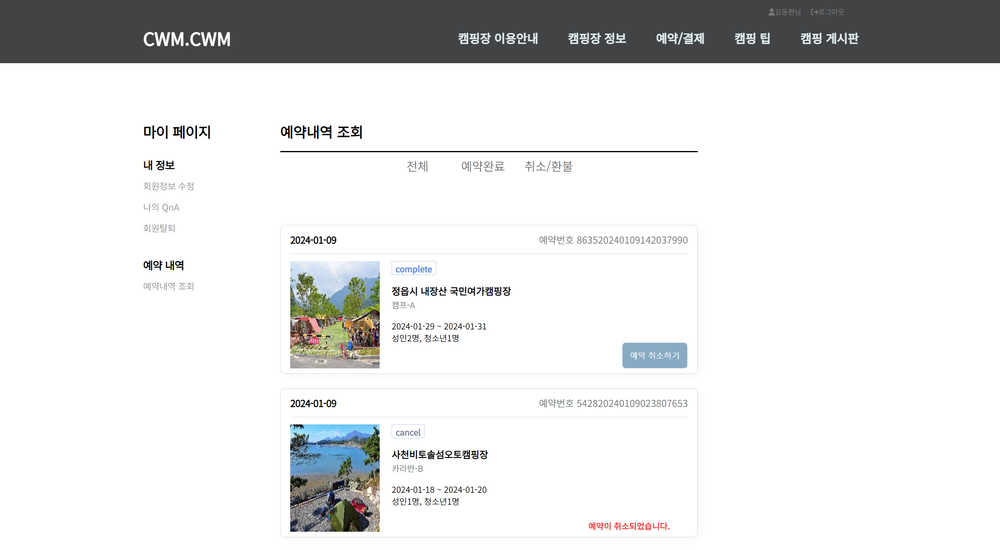 김동현님 로그아웃
CWM.CWM
캠핑장 이용안내 캠핑장 정보 예약/결제 캠핑 팁 캠핑 게시판
마이 페이지
내 정보
회원정보 수정
나의 QnA
회원탈퇴
예약 내역
예약내역 조회
예약내역 조회
전체 예약완료 취소/환불
2024-01-09 예약번호 863520240109142037990
complete
정읍시 내장산 국민여가캠핑장
캠프-A
2024-01-29 ~ 2024-01-31
성인2명, 청소년1명
예약 취소하기
2024-01-09 예약번호 542820240109023807653
cancel
사천비토솔섬오토캠핑장
카라반-B
2024-01-18 ~ 2024-01-20
성인1명, 청소년1명
예약이 취소되었습니다.